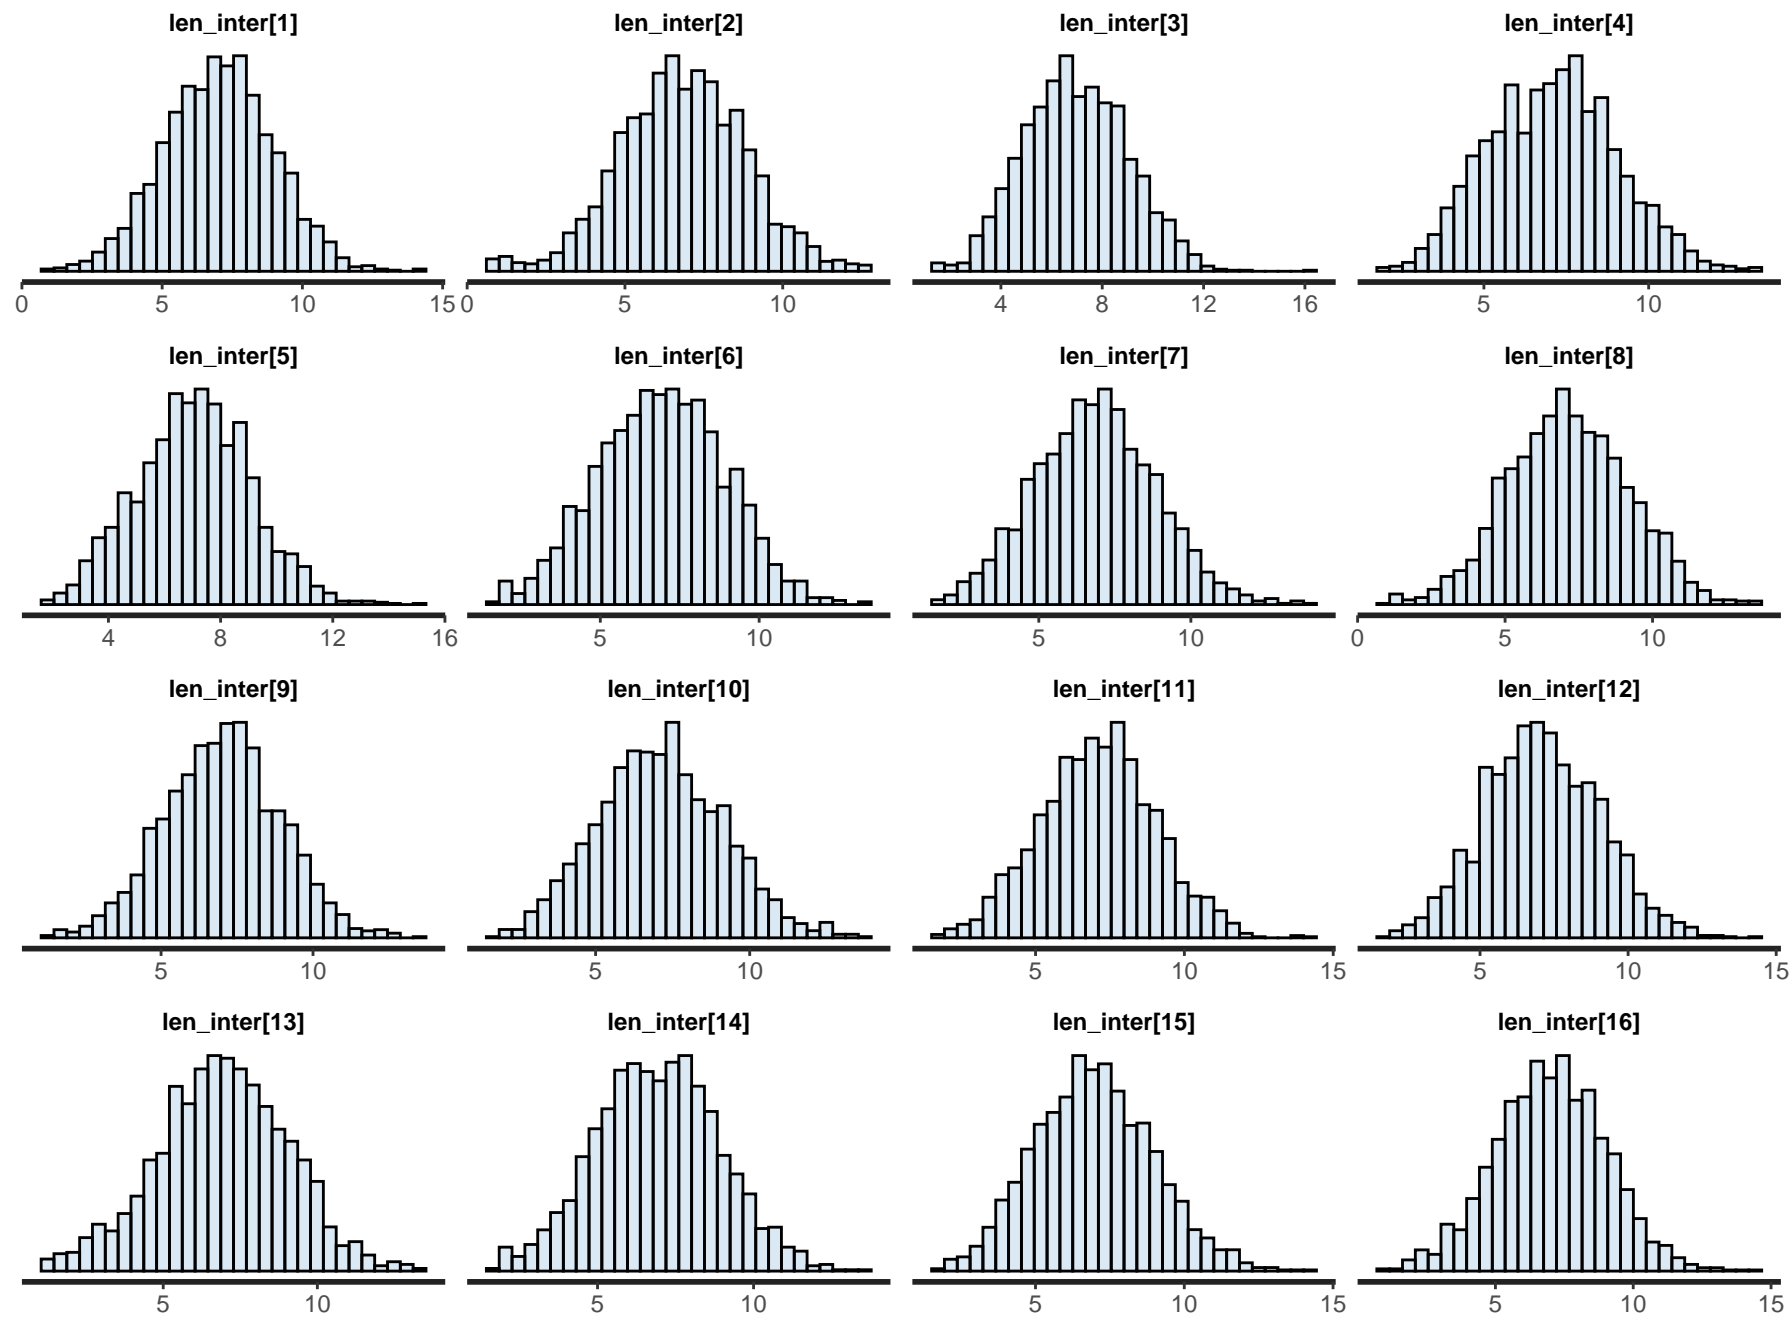 len_inter[1] len_inter[2] len_inter[3] len_inter[4]
0 5 10 15 0 5 10 4 8 12 16 5 10
len_inter[5] len_inter[6] len_inter[7] len_inter[8]
4 8 12 16 5 10 5 10 0 5 10
len_inter[9] len_inter[10] len_inter[11] len_inter[12]
5 10 5 10 5 10 15 5 10 15
len_inter[13] len_inter[14] len_inter[15] len_inter[16]
5 10 5 10 5 10 15 5 10 15